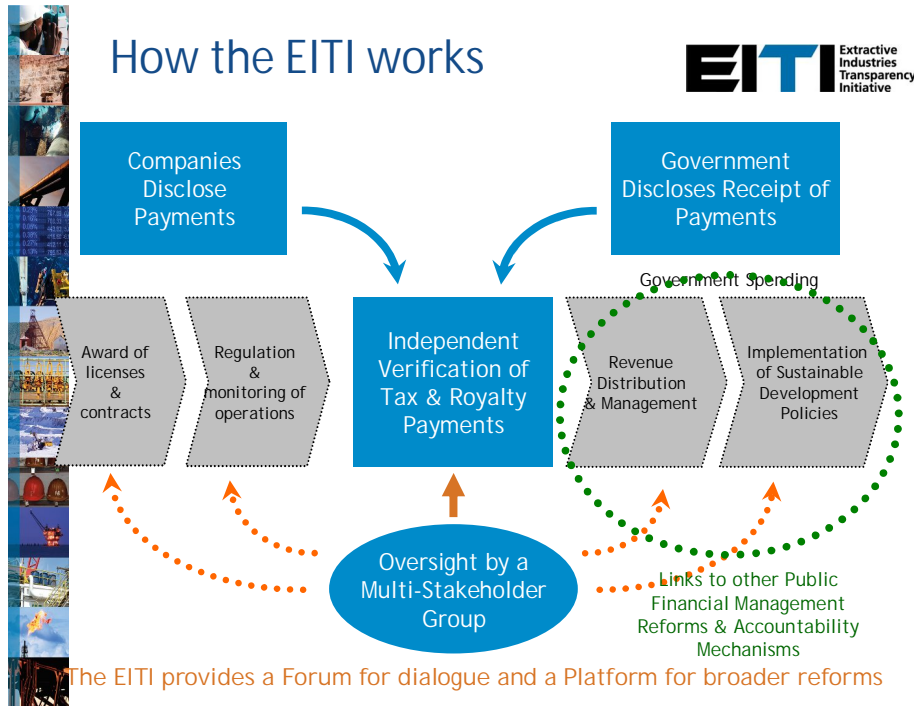 How the EITI works
EITI
Extractive
Industries
Transparency
Initiative
Companies
Disclose
Payments
Government
Discloses Receipt of
Payments
Government Spending
Award of
licenses
&
contracts
Regulation
&
monitoring of
operations
Independent
Verification of
Tax & Royalty
Payments
Revenue
Distribution
& Management
Implementation
of Sustainable
Development
Policies
Oversight by a
Multi-Stakeholder
Group
Links to other Public
Financial Management
Reforms & Accountability
Mechanisms
The EITI provides a Forum for dialogue and a Platform for broader reforms